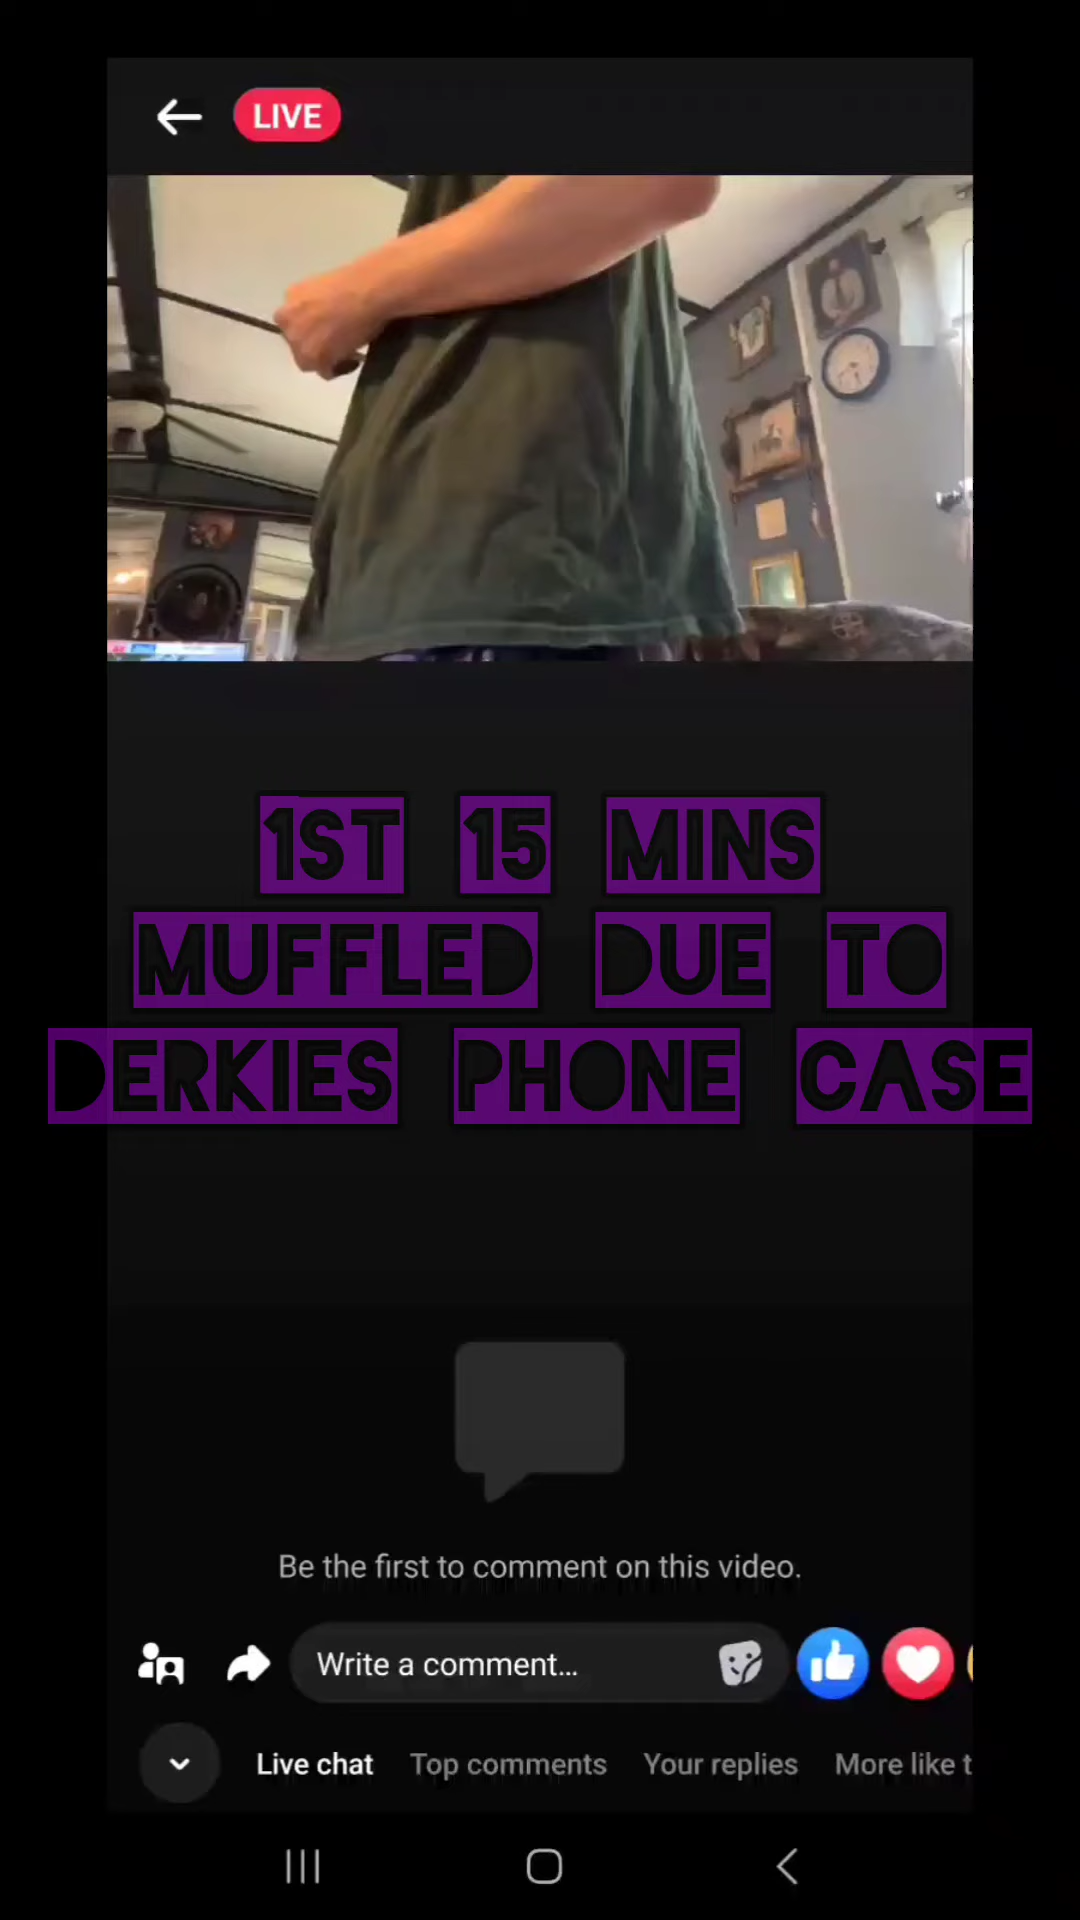 LIVE
1ST 15 MINS
MUFFLED DUE TO
DERKIES PHONE CASE
Be the first to comment on this video.
Write a comment...
Live chat Top comments Your replies More like t